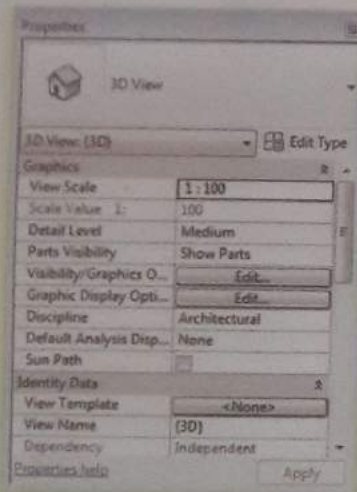 Properties
3D View
3D View: {3D} Edit Type
Graphics
View Scale 1 : 100
Scale Value 1: 100
Detail Level Medium
Parts Visibility Show Parts
Visibility/Graphics O... Edit...
Graphic Display Opti... Edit...
Discipline Architectural
Default Analysis Disp... None
Sun Path
Identity Data
View Template <None>
View Name {3D}
Dependency Independent
Properties help Apply